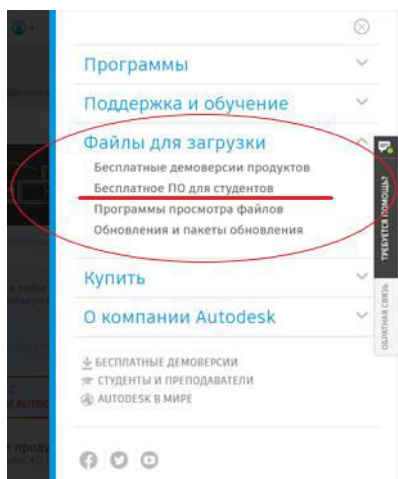 Программы
Поддержка и обучение
Файлы для загрузки
Бесплатные демоверсии продуктов
Бесплатное ПО для студентов
Программы просмотра файлов
Обновления и пакеты обновления
Купить
О компании Autodesk
БЕСПЛАТНЫЕ ДЕМОВЕРСИИ
СТУДЕНТЫ И ПРЕПОДАВАТЕЛИ
AUTODESK В МИРЕ
ТРЕБУЕТСЯ ПОМОЩЬ?
ОБРАТНАЯ СВЯЗЬ